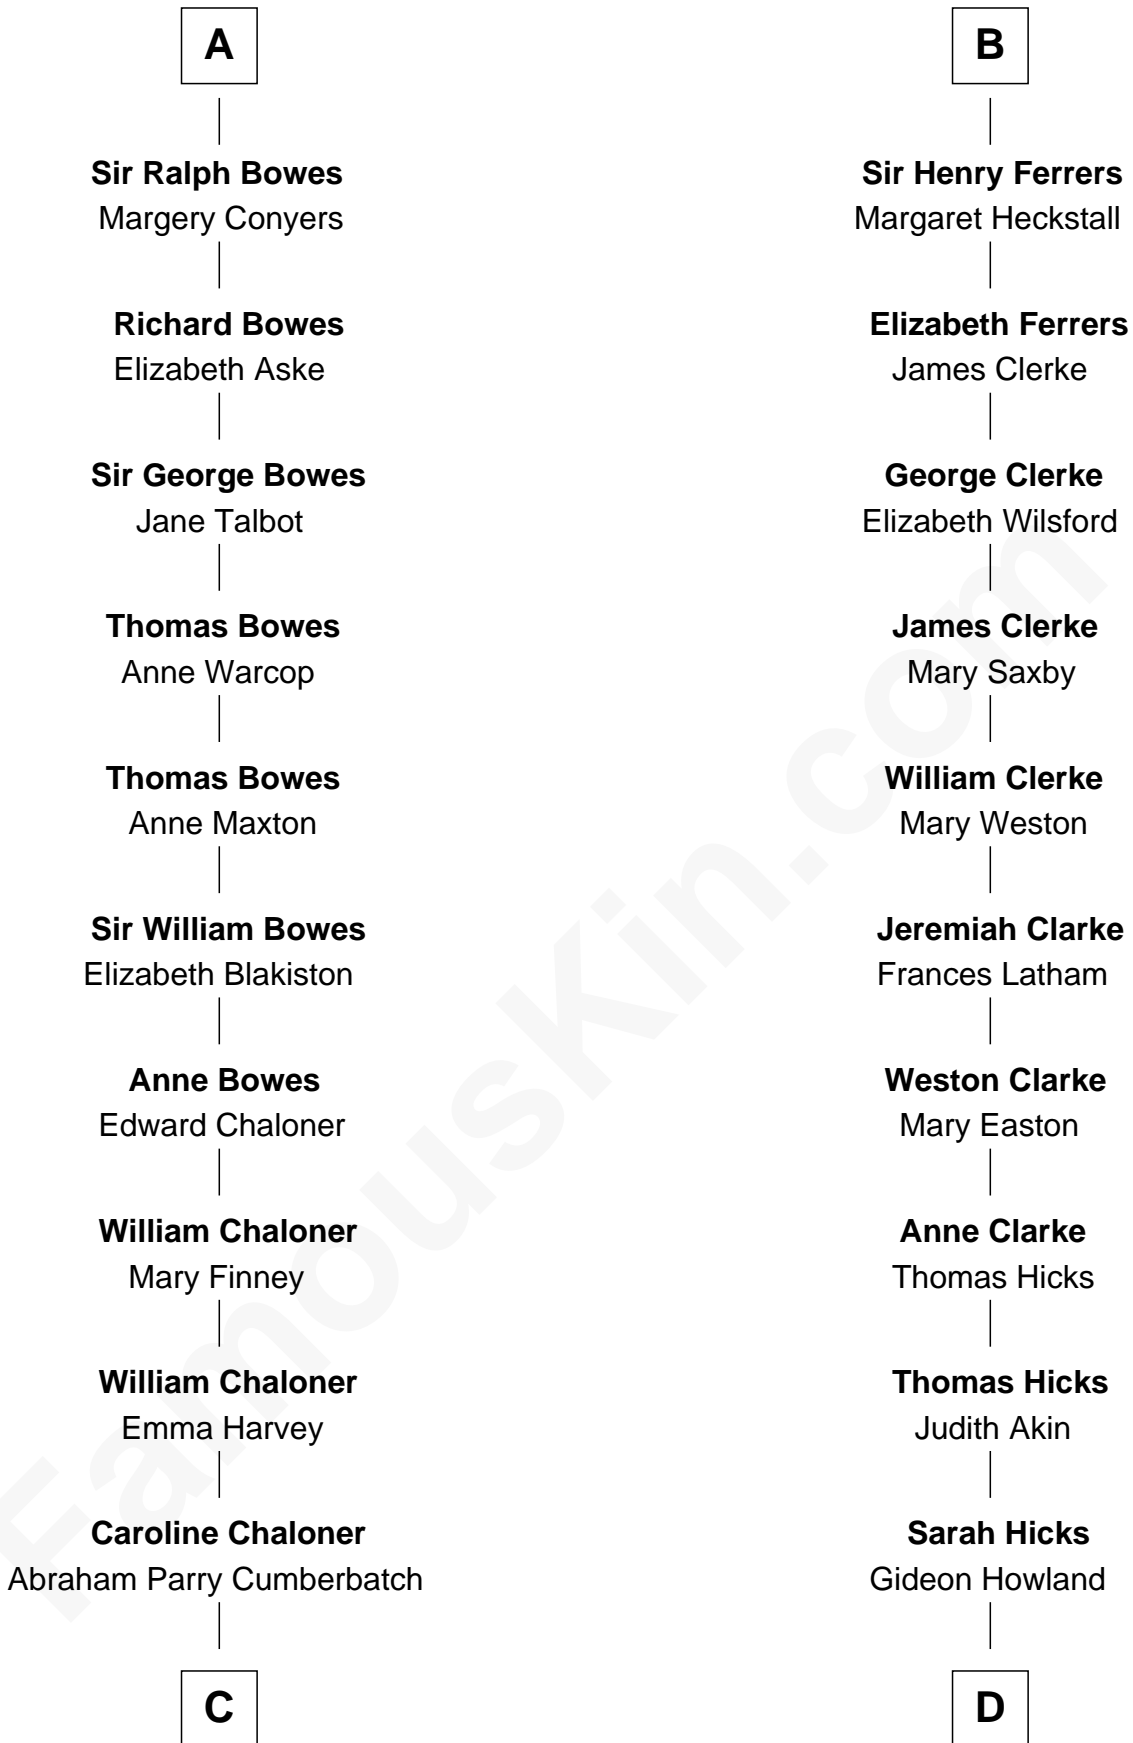 A
Sir Ralph Bowes
Margery Conyers
Richard Bowes
Elizabeth Aske
Sir George Bowes
Jane Talbot
Thomas Bowes
Anne Warcop
Thomas Bowes
Anne Maxton
Sir William Bowes
Elizabeth Blakiston
Anne Bowes
Edward Chaloner
William Chaloner
Mary Finney
William Chaloner
Emma Harvey
Caroline Chaloner
Abraham Parry Cumberbatch
C
B
Sir Henry Ferrers
Margaret Heckstall
Elizabeth Ferrers
James Clerke
George Clerke
Elizabeth Wilsford
James Clerke
Mary Saxby
William Clerke
Mary Weston
Jeremiah Clarke
Frances Latham
Weston Clarke
Mary Easton
Anne Clarke
Thomas Hicks
Thomas Hicks
Judith Akin
Sarah Hicks
Gideon Howland
D
FamousKin.com